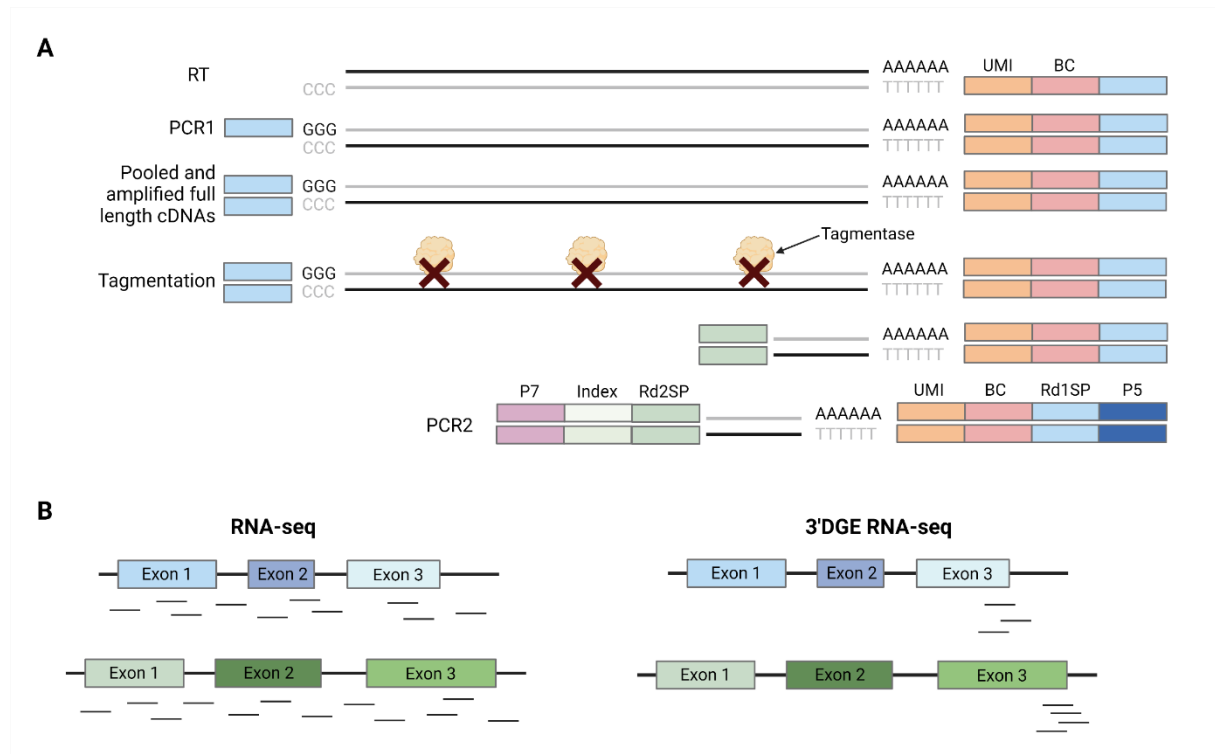 A
RT
CCC
AAAAAA
TTTTTT
UMI BC
PCR1
GGG
CCC
AAAAAA
TTTTTT
Pooled and
amplified full
length cDNAs
GGG
CCC
AAAAAA
TTTTTT
Tagmentase
Tagmentation
GGG
CCC
AAAAAA
TTTTTT
AAAAAA
TTTTTT
P7 Index Rd2SP
UMI BC Rd1SP P5
PCR2
AAAAAA
TTTTTT
B
RNA-seq
Exon 1 Exon 2 Exon 3
Exon 1 Exon 2 Exon 3
3'DGE RNA-seq
Exon 1 Exon 2 Exon 3
Exon 1 Exon 2 Exon 3